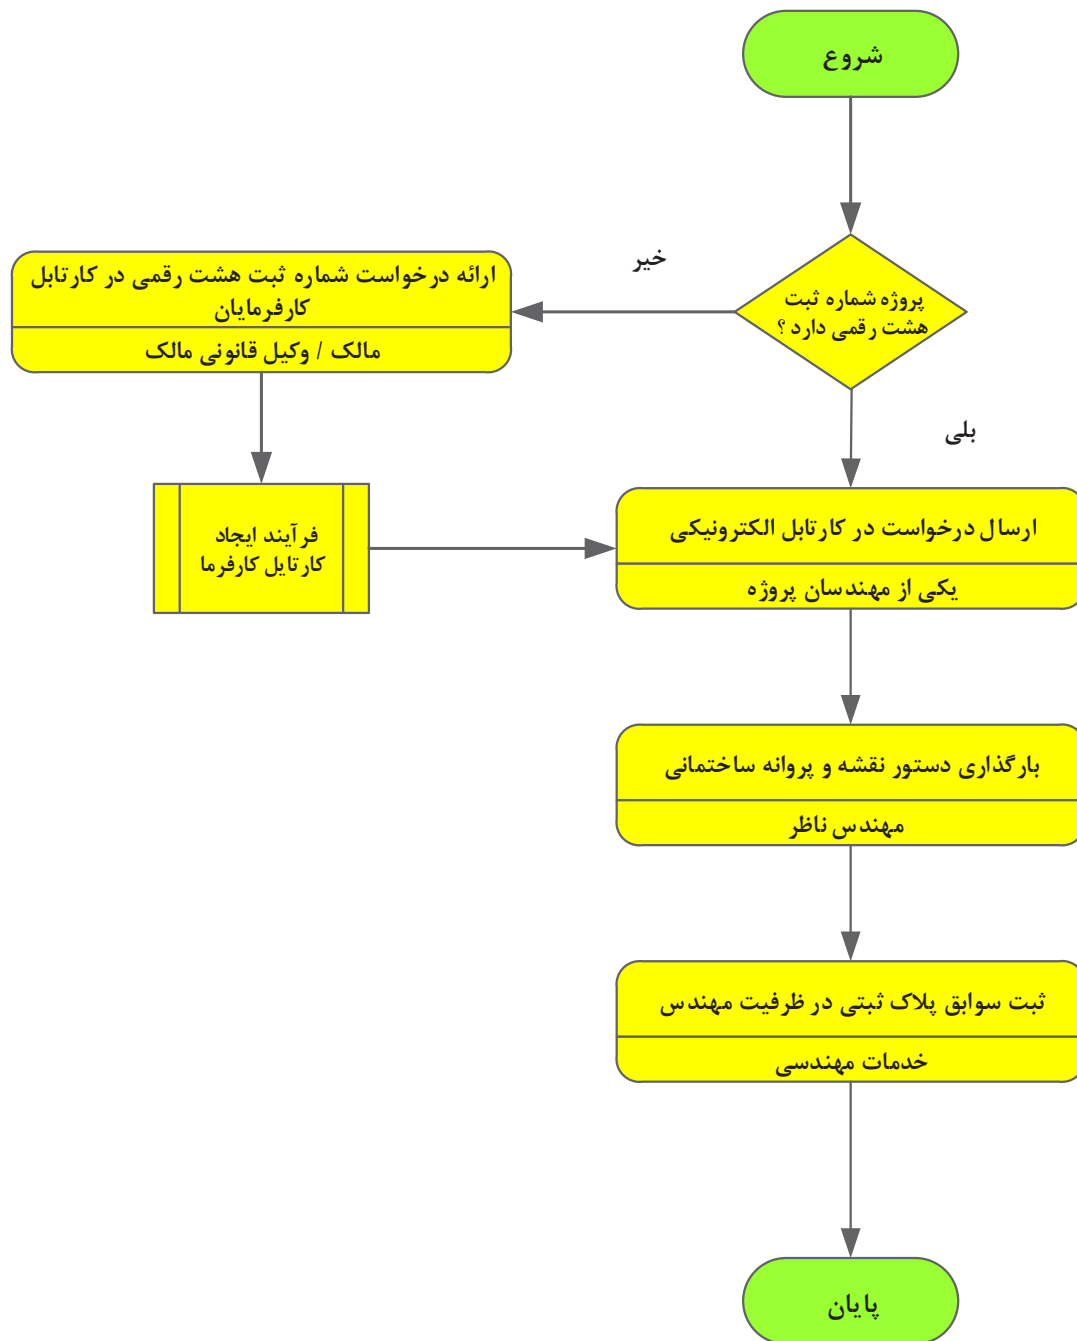 شروع
پروژه شماره ثبت
هشت رقمی دارد ؟
خیر
ارائه درخواست شماره ثبت هشت رقمی در کارتابل
کارفرمایان
مالک / وکیل قانونی مالک
فرآیند ایجاد
کارتایل کارفرما
بلی
ارسال درخواست در کارتابل الکترونیکی
یکی از مهندسان پروژه
بارگذاری دستور نقشه و پروانه ساختمانی
مهندس ناظر
ثبت سوابق پلاک ثبتی در ظرفیت مهندس
خدمات مهندسی
پایان